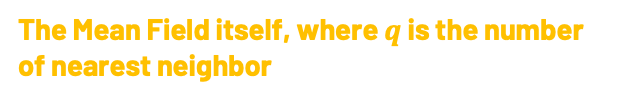 The Mean Field itself, where q is the number
of nearest neighbor